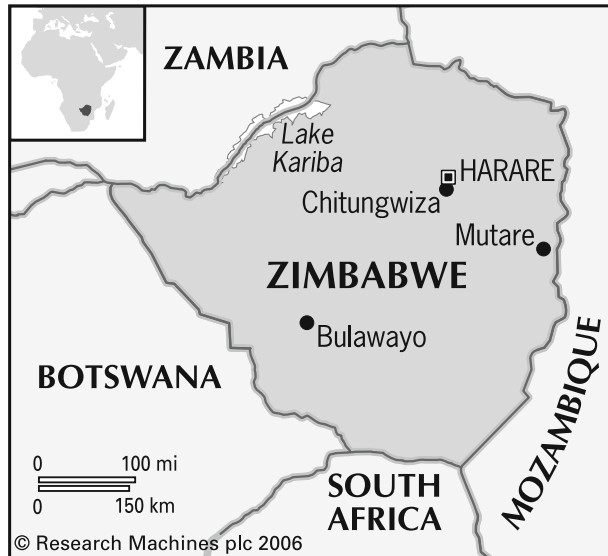 ZAMBIA
Lake
Kariba
HARARE
Chitungwiza
Mutare
ZIMBABWE
Bulawayo
BOTSWANA
MOZAMBIQUE
0 100 mi
0 150 km
SOUTH
AFRICA
© Research Machines plc 2006